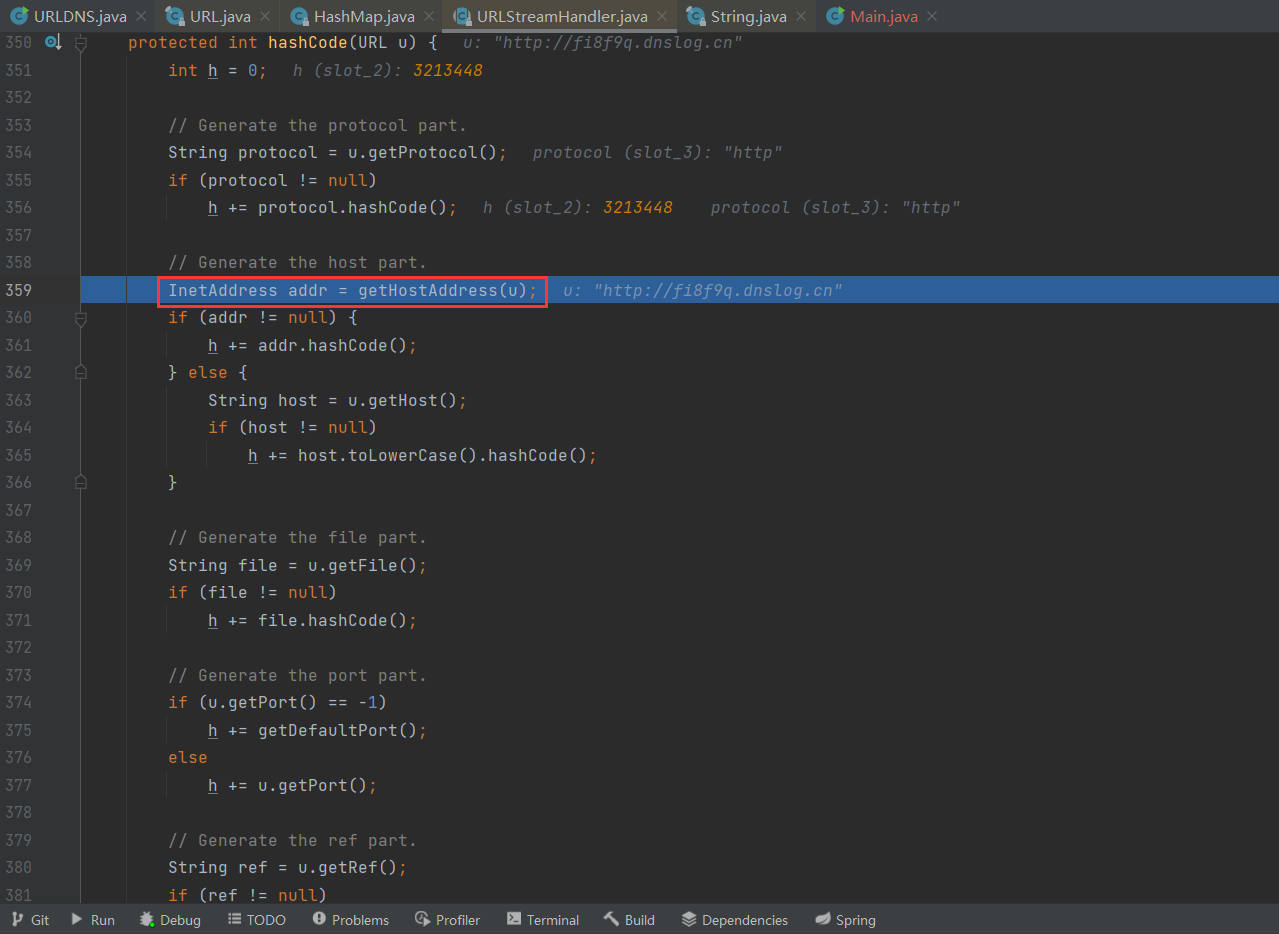 URLDNS.java × URL.java × HashMap.java × URLStreamHandler.java × String.java × Main.java ×
350 protected int hashCode(URL u) { u: "http://fi8f9q.dnslog.cn"
351 int h = 0; h (slot_2): 3213448
352
353 // Generate the protocol part.
354 String protocol = u.getProtocol(); protocol (slot_3): "http"
355 if (protocol != null)
356 h += protocol.hashCode(); h (slot_2): 3213448 protocol (slot_3): "http"
357
358 // Generate the host part.
359 InetAddress addr = getHostAddress(u); u: "http://fi8f9q.dnslog.cn"
360 if (addr != null) {
361 h += addr.hashCode();
362 } else {
363 String host = u.getHost();
364 if (host != null)
365 h += host.toLowerCase().hashCode();
366 }
367
368 // Generate the file part.
369 String file = u.getFile();
370 if (file != null)
371 h += file.hashCode();
372
373 // Generate the port part.
374 if (u.getPort() == -1)
375 h += getDefaultPort();
376 else
377 h += u.getPort();
378
379 // Generate the ref part.
380 String ref = u.getRef();
381 if (ref != null)
Git Run Debug TODO Problems Profiler Terminal Build Dependencies Spring